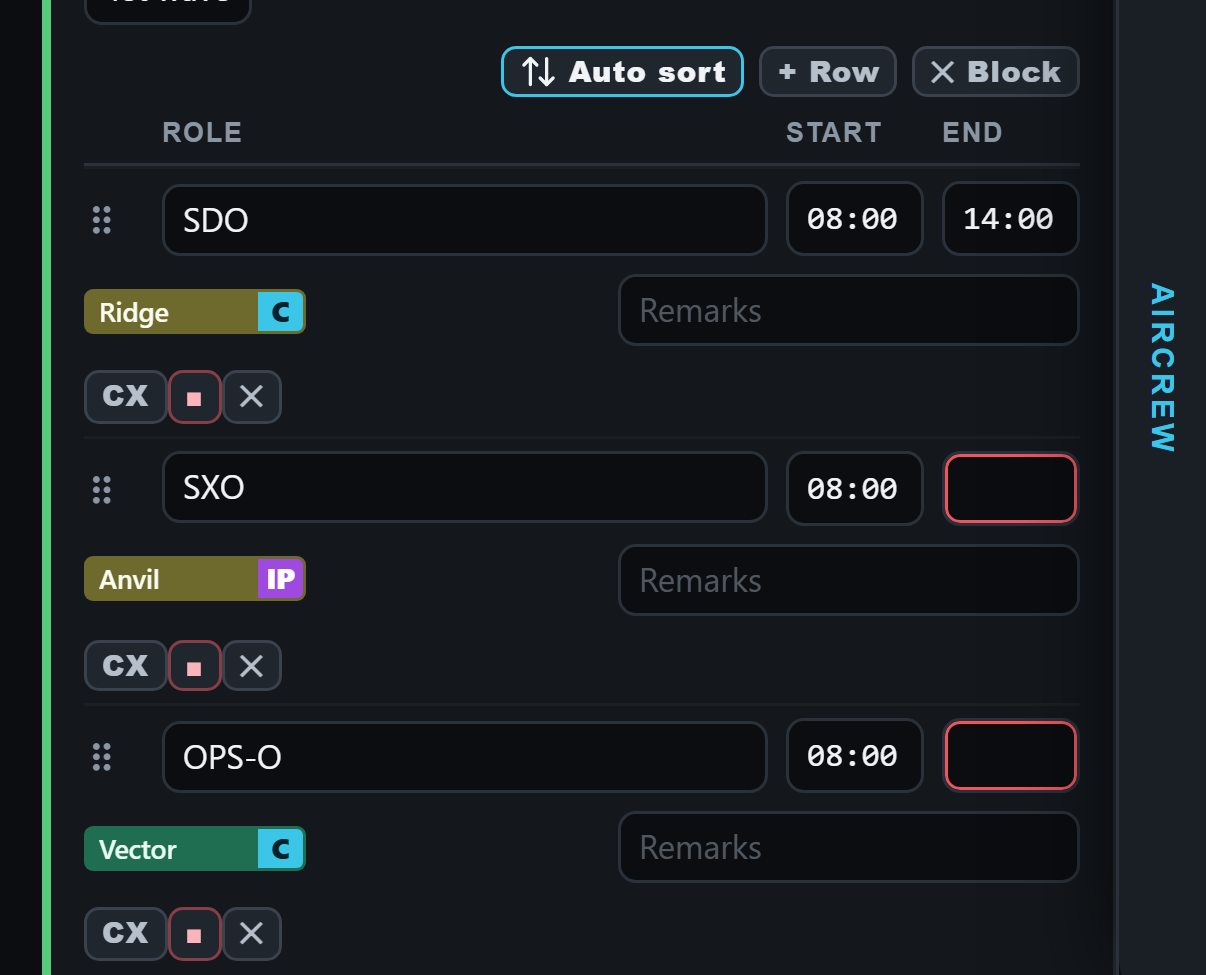 Auto sort + Row × Block
ROLE START END
SDO 08:00 14:00
Ridge C Remarks
CX ×
SXO 08:00
Anvil IP Remarks
CX ×
OPS-O 08:00
Vector C Remarks
CX ×
AIRCREW